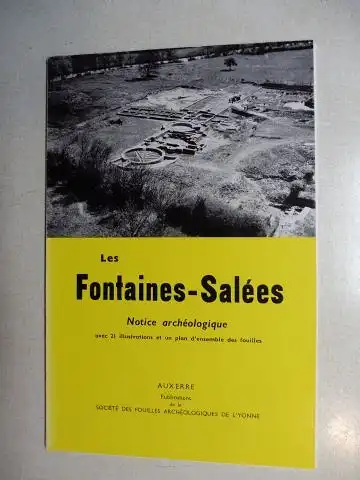 Les
Fontaines-Salées
Notice archéologique
avec 21 illustrations et un plan d'ensemble des fouilles
AUXERRE
Publications
de la
SOCIÉTÉ DES FOUILLES ARCHÉOLOGIQUES DE L'YONNE